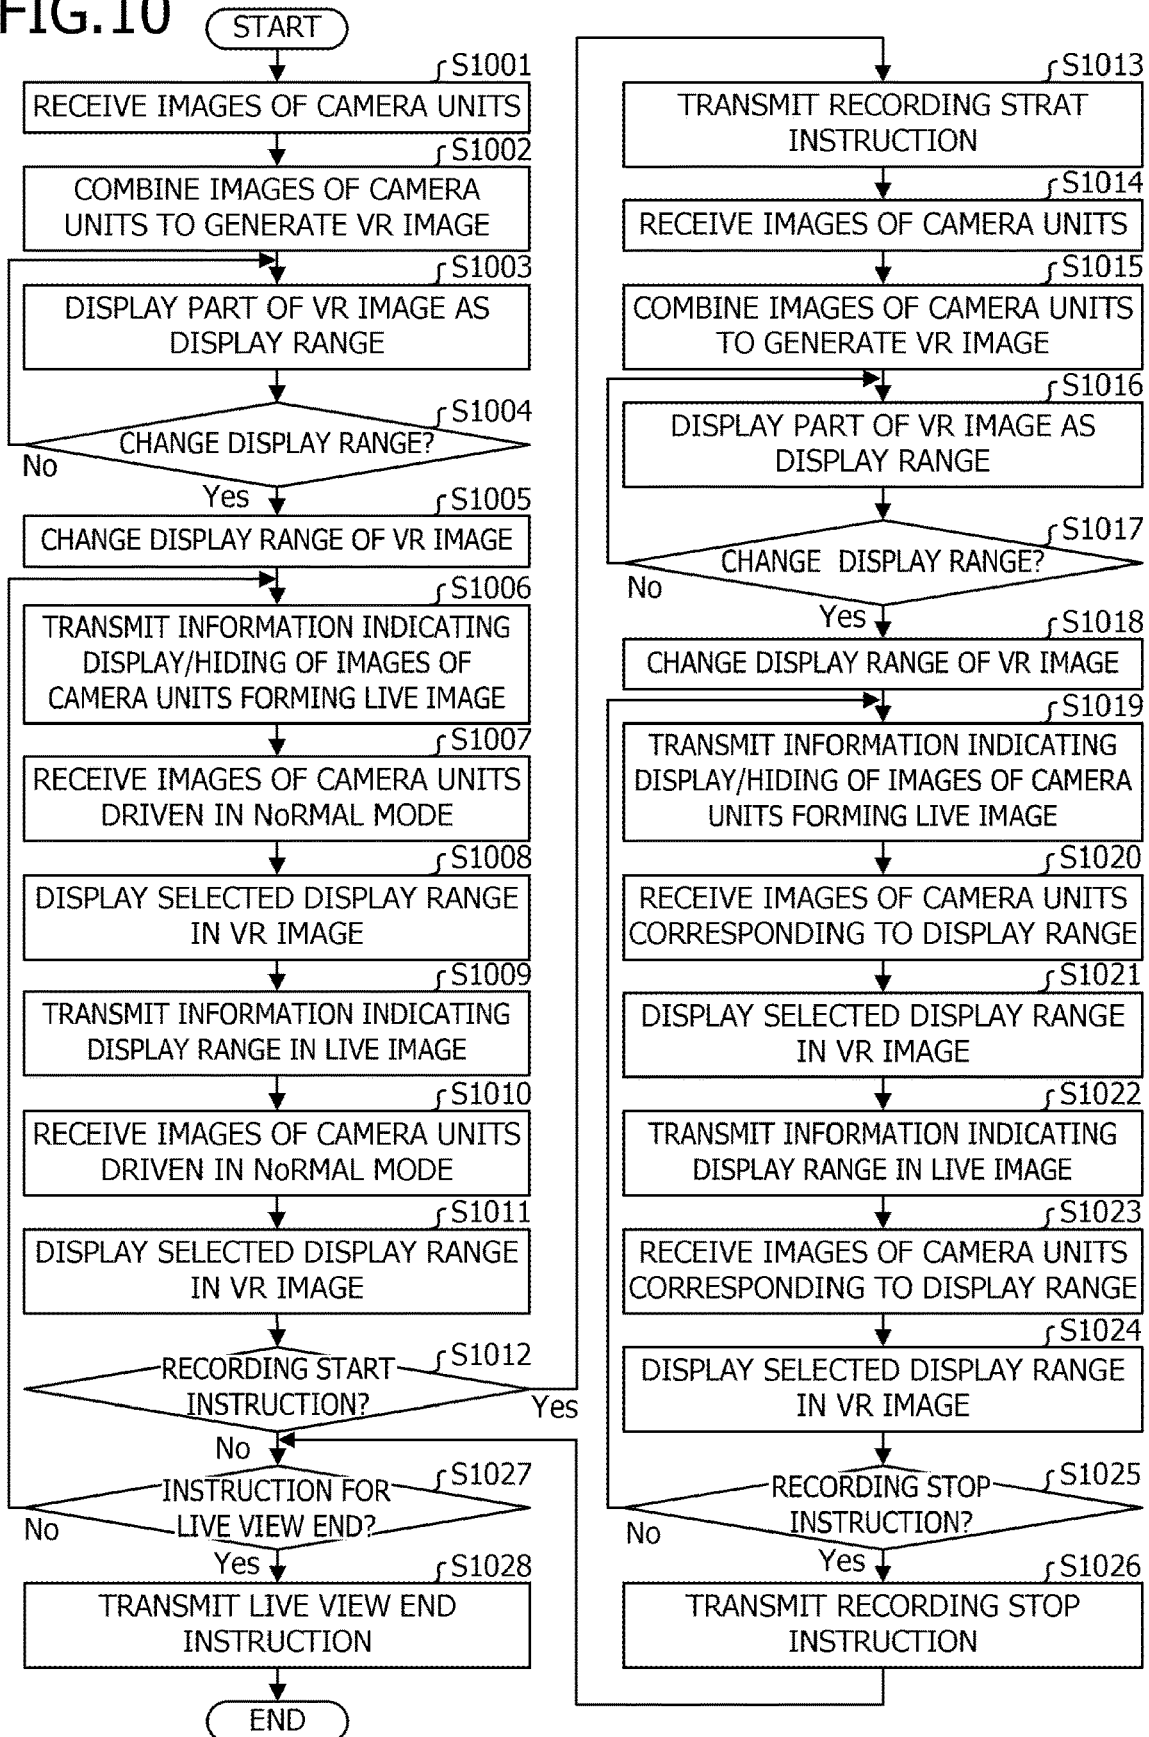 FIG.10
START
S1001
RECEIVE IMAGES OF CAMERA UNITS
S1002
COMBINE IMAGES OF CAMERA
UNITS TO GENERATE VR IMAGE
S1003
DISPLAY PART OF VR IMAGE AS
DISPLAY RANGE
S1004
CHANGE DISPLAY RANGE?
No
Yes
S1005
CHANGE DISPLAY RANGE OF VR IMAGE
S1006
TRANSMIT INFORMATION INDICATING
DISPLAY/HIDING OF IMAGES OF
CAMERA UNITS FORMING LIVE IMAGE
S1007
RECEIVE IMAGES OF CAMERA UNITS
DRIVEN IN NoRMAL MODE
S1008
DISPLAY SELECTED DISPLAY RANGE
IN VR IMAGE
S1009
TRANSMIT INFORMATION INDICATING
DISPLAY RANGE IN LIVE IMAGE
S1010
RECEIVE IMAGES OF CAMERA UNITS
DRIVEN IN NoRMAL MODE
S1011
DISPLAY SELECTED DISPLAY RANGE
IN VR IMAGE
S1012
RECORDING START
INSTRUCTION?
Yes
No
S1027
INSTRUCTION FOR
LIVE VIEW END?
No
Yes
S1028
TRANSMIT LIVE VIEW END
INSTRUCTION
END
S1013
TRANSMIT RECORDING STRAT
INSTRUCTION
S1014
RECEIVE IMAGES OF CAMERA UNITS
S1015
COMBINE IMAGES OF CAMERA UNITS
TO GENERATE VR IMAGE
S1016
DISPLAY PART OF VR IMAGE AS
DISPLAY RANGE
S1017
CHANGE DISPLAY RANGE?
No
Yes
S1018
CHANGE DISPLAY RANGE OF VR IMAGE
S1019
TRANSMIT INFORMATION INDICATING
DISPLAY/HIDING OF IMAGES OF CAMERA
UNITS FORMING LIVE IMAGE
S1020
RECEIVE IMAGES OF CAMERA UNITS
CORRESPONDING TO DISPLAY RANGE
S1021
DISPLAY SELECTED DISPLAY RANGE
IN VR IMAGE
S1022
TRANSMIT INFORMATION INDICATING
DISPLAY RANGE IN LIVE IMAGE
S1023
RECEIVE IMAGES OF CAMERA UNITS
CORRESPONDING TO DISPLAY RANGE
S1024
DISPLAY SELECTED DISPLAY RANGE
IN VR IMAGE
S1025
RECORDING STOP
INSTRUCTION?
No
Yes
S1026
TRANSMIT RECORDING STOP
INSTRUCTION